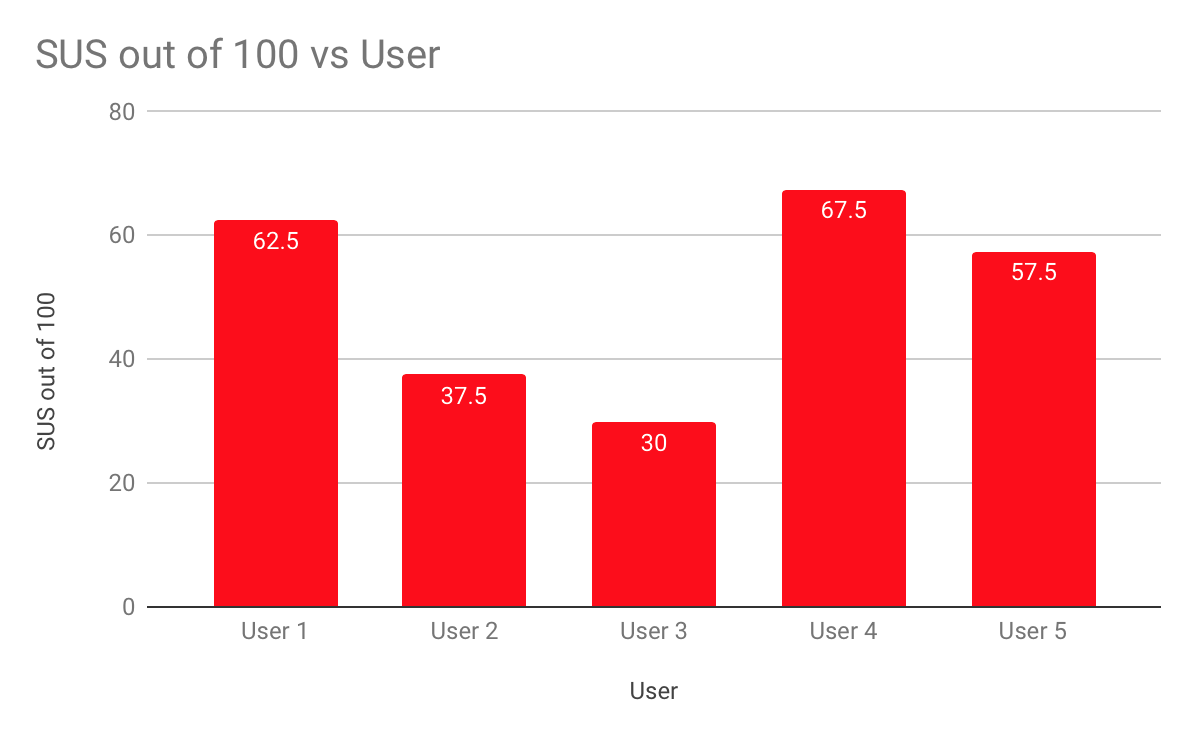 SUS out of 100 vs User
80
60
40
20
0
SUS out of 100
62.5
37.5
30
67.5
57.5
User 1
User 2
User 3
User 4
User 5
User